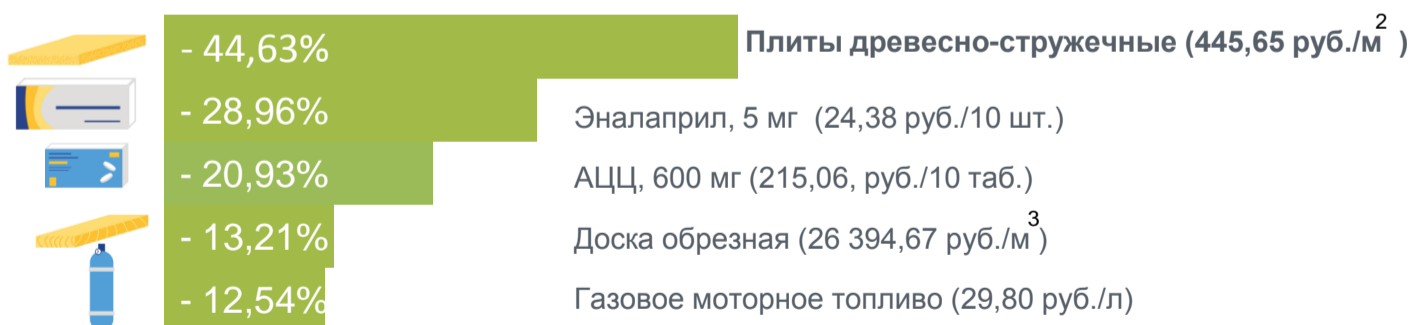 - 44,63% Плиты древесно-стружечные (445,65 руб./м²)
- 28,96% Эналаприл, 5 мг (24,38 руб./10 шт.)
- 20,93% АЦЦ, 600 мг (215,06, руб./10 таб.)
- 13,21% Доска обрезная (26 394,67 руб./м³)
- 12,54% Газовое моторное топливо (29,80 руб./л)